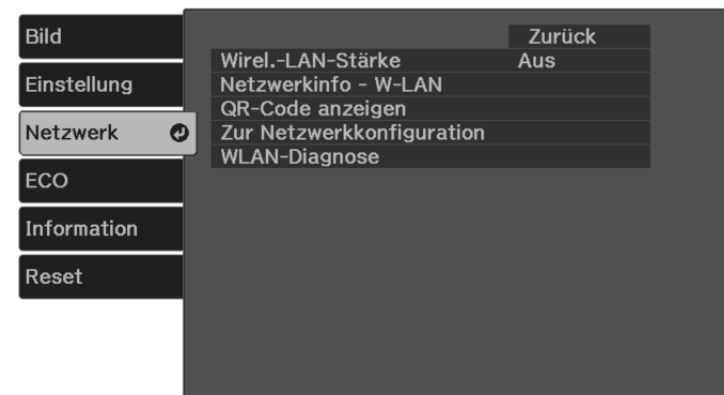 Bild
Einstellung
Netzwerk
ECO
Information
Reset
Zurück
Wirel.-LAN-Stärke Aus
Netzwerkinfo - W-LAN
QR-Code anzeigen
Zur Netzwerkkonfiguration
WLAN-Diagnose